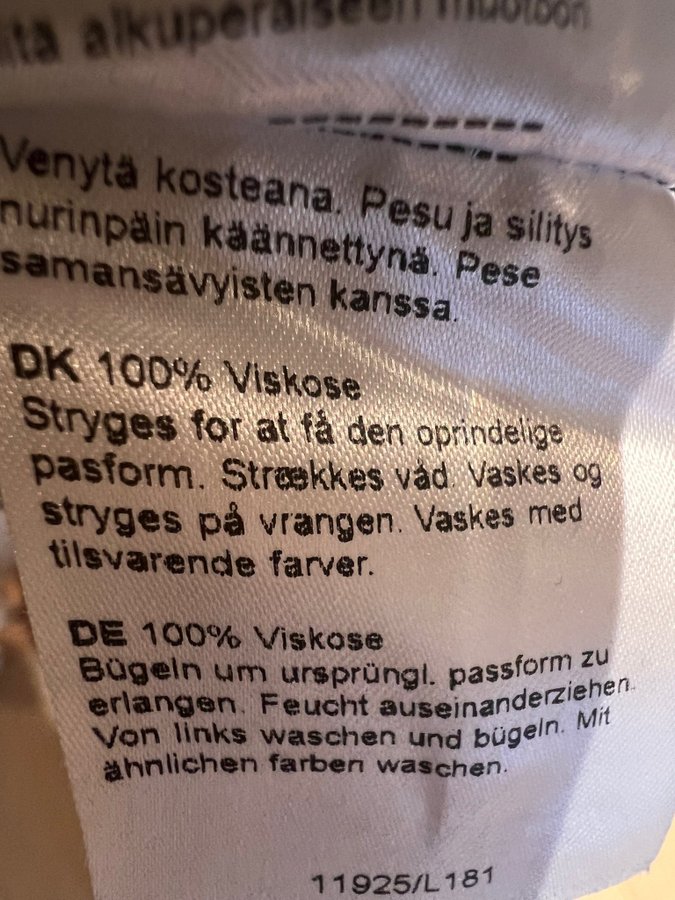 alkuperäiseen muotoon
Venytä kosteana. Pesu ja silitys
nurinpäin käännettynä. Pese
samansävyisten kanssa.
DK 100% Viskose
Stryges for at få den oprindelige
pasform. Strækkes våd. Vaskes og
stryges på vrangen. Vaskes med
tilsvarende farver.
DE 100% Viskose
Bügeln um ursprüngl. passform zu
erlangen. Feucht auseinanderziehen.
Von links waschen und bügeln. Mit
ähnlichen farben waschen.
11925/L181